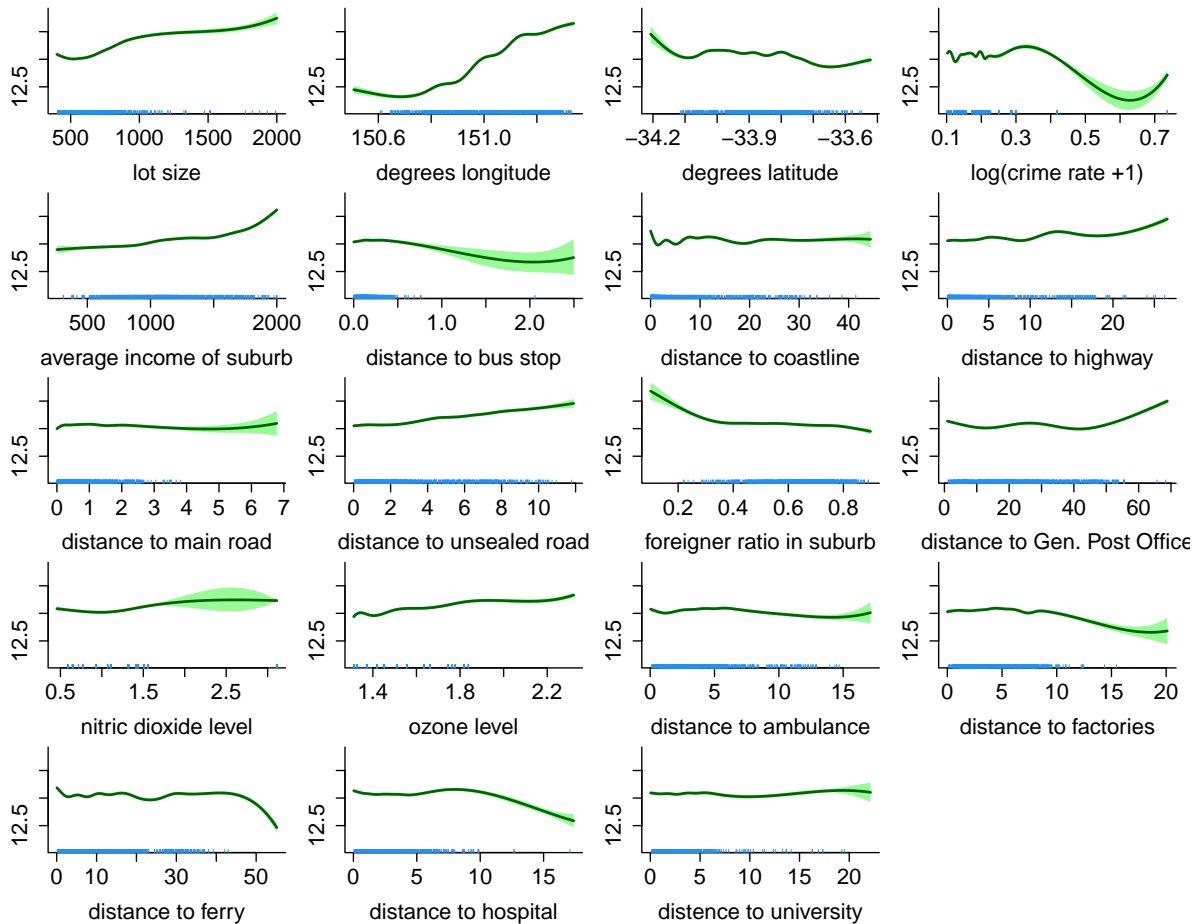 12.5 12.5 12.5 12.5
500 1000 1500 2000 150.6 151.0 −34.2 −33.9 −33.6 0.1 0.3 0.5 0.7
lot size degrees longitude degrees latitude log(crime rate +1)
12.5 12.5 12.5 12.5
500 1000 2000 0.0 1.0 2.0 0 10 20 30 40 0 5 10 20
average income of suburb distance to bus stop distance to coastline distance to highway
12.5 12.5 12.5 12.5
0 1 2 3 4 5 6 7 0 2 4 6 8 10 0.2 0.4 0.6 0.8 0 20 40 60
distance to main road distance to unsealed road foreigner ratio in suburb distance to Gen. Post Office
12.5 12.5 12.5 12.5
0.5 1.5 2.5 1.4 1.8 2.2 0 5 10 15 0 5 10 15 20
nitric dioxide level ozone level distance to ambulance distance to factories
12.5 12.5 12.5
0 10 30 50 0 5 10 15 0 5 10 15 20
distance to ferry distance to hospital distence to university